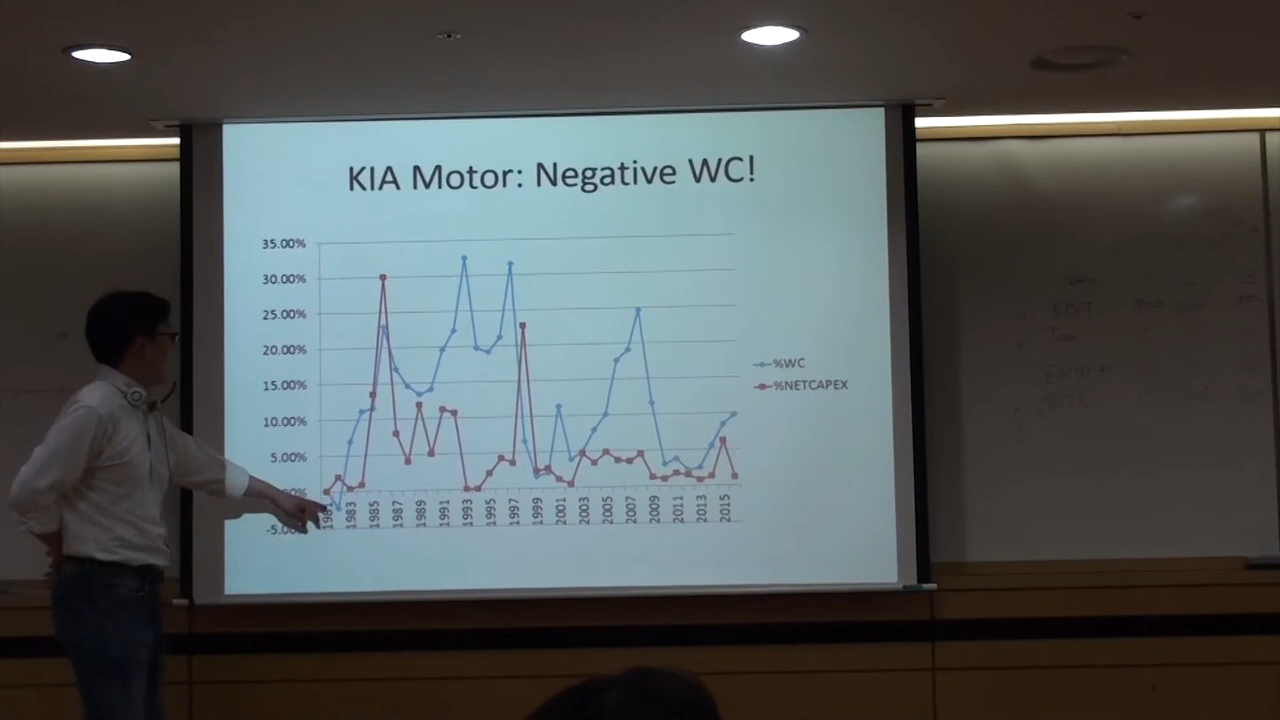 KIA Motor: Negative WC!
35.00%
30.00%
25.00%
20.00%
15.00%
10.00%
5.00%
-5.00%
1983 1985 1987 1989 1991 1993 1995 1997 1999 2001 2003 2005 2007 2009 2011 2013 2015
%WC
%NETCAPEX